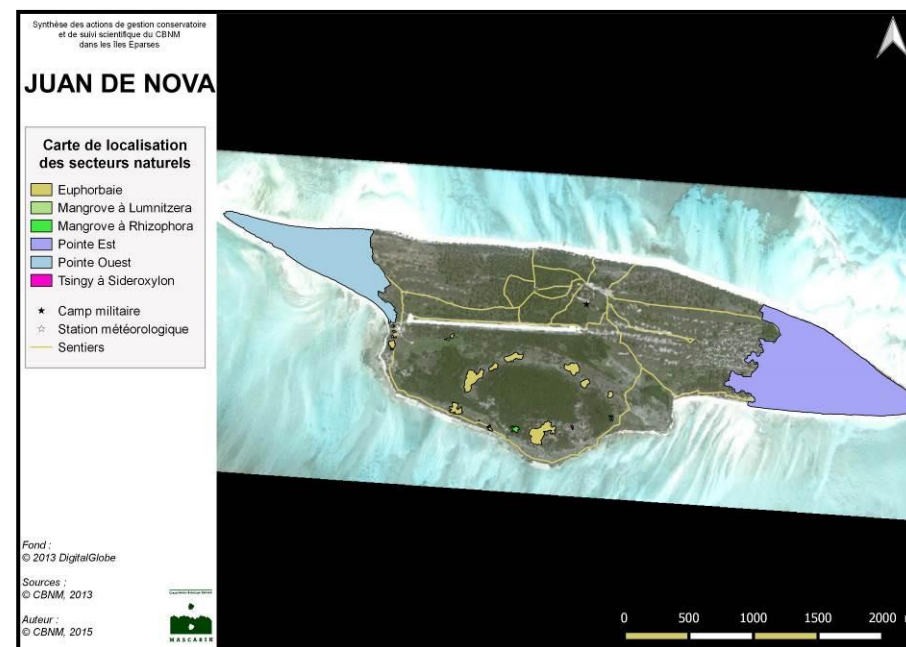 Synthèse des actions de gestion conservatoire
et de suivi scientifique du CBNM
dans les îles Eparses
JUAN DE NOVA
Carte de localisation
des secteurs naturels
Euphorbaie
Mangrove à Lumnitzera
Mangrove à Rhizophora
Pointe Est
Pointe Ouest
Tsingy à Sideroxylon
Camp militaire
Station météorologique
Sentiers
Fond :
© 2013 DigitalGlobe
Sources :
© CBNM, 2013
Auteur :
© CBNM, 2015
MASCARIN
0 500 1000 1500 2000